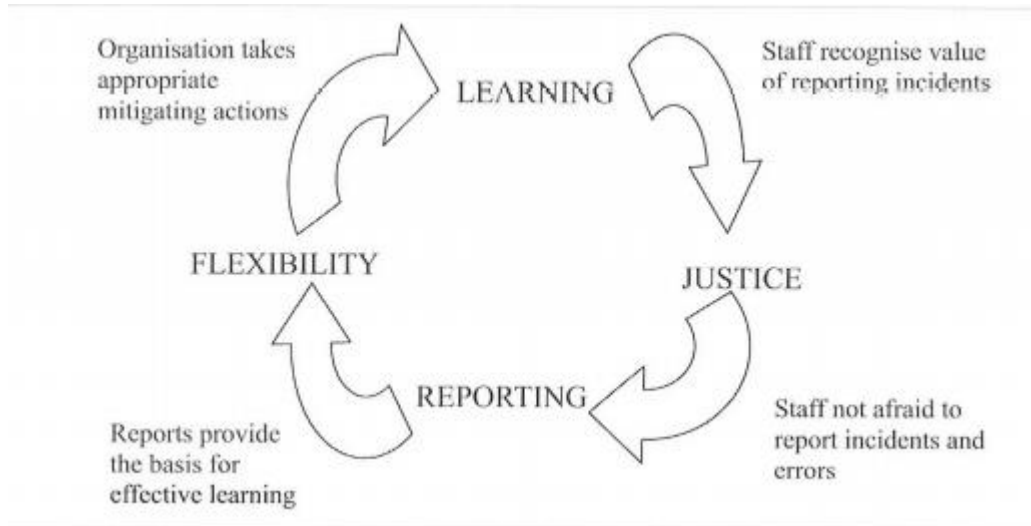 Organisation takes
appropriate
mitigating actions
LEARNING
Staff recognise value
of reporting incidents
FLEXIBILITY
JUSTICE
REPORTING
Reports provide
the basis for
effective learning
Staff not afraid to
report incidents and
errors